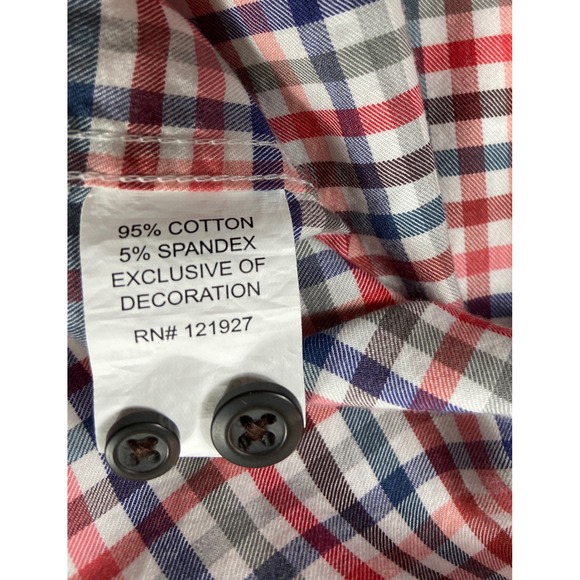 95% COTTON
5% SPANDEX
EXCLUSIVE OF
DECORATION
RN# 121927